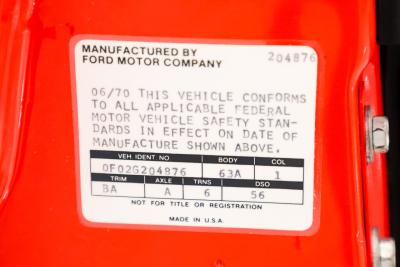 MANUFACTURED BY 204876
FORD MOTOR COMPANY
06/70 THIS VEHICLE CONFORMS
TO ALL APPLICABLE FEDERAL
MOTOR VEHICLE SAFETY STAN-
DARDS IN EFFECT ON DATE OF
MANUFACTURE SHOWN ABOVE.
VEH IDENT NO BODY COL
0F02G204876 63A 1
TRIM AXLE TRNS DSO
BA A 6 56
NOT FOR TITLE OR REGISTRATION
MADE IN U.S.A.